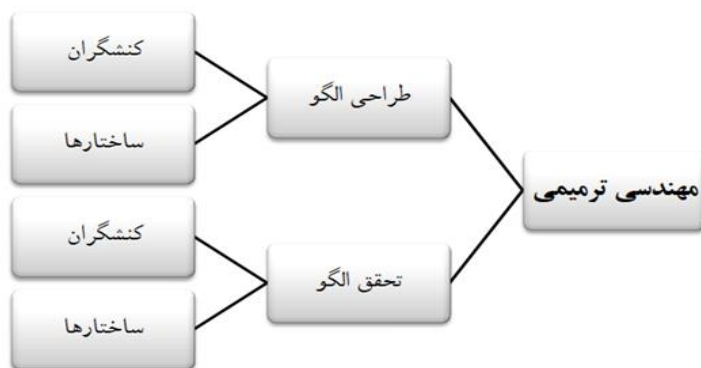 مهندسی ترمیمی
طراحی الگو
کنشگران
ساختارها
تحقق الگو
کنشگران
ساختارها